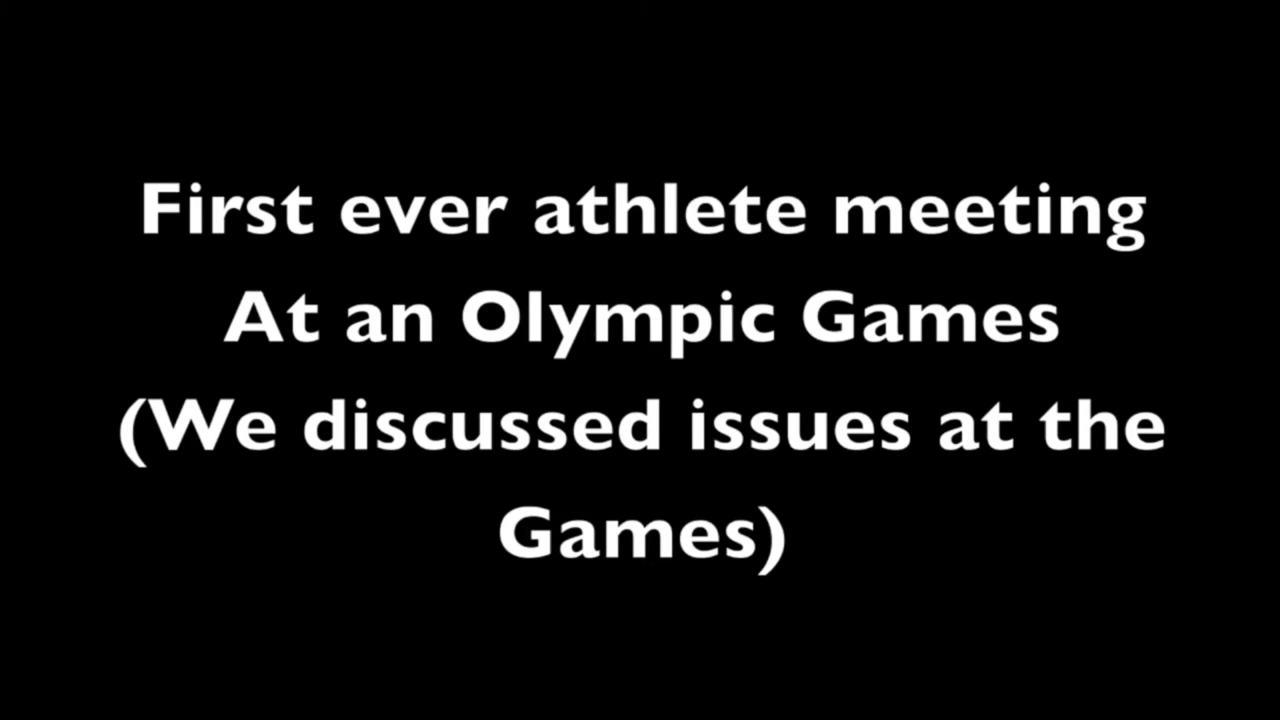 First ever athlete meeting
At an Olympic Games
(We discussed issues at the
Games)